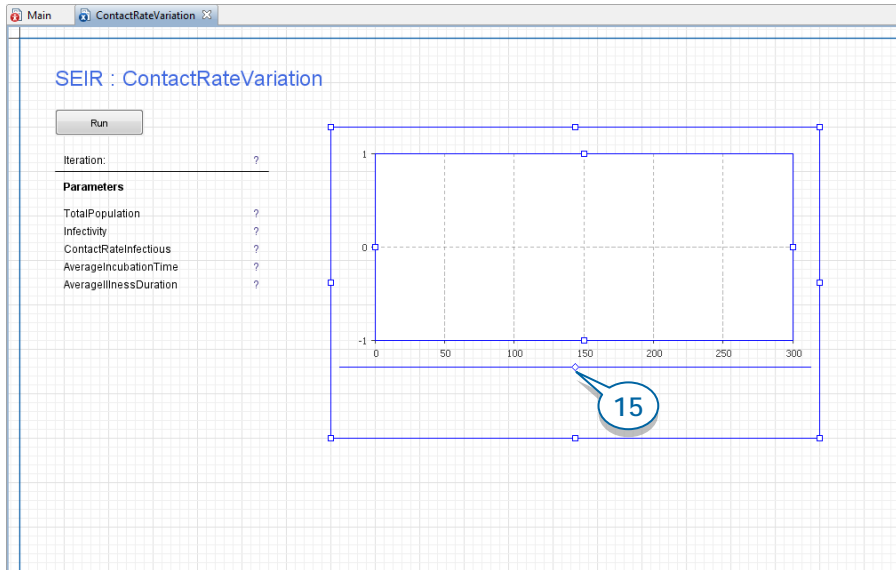 Main
ContactRateVariation
SEIR : ContactRateVariation
Run
Iteration: ?
Parameters
TotalPopulation ?
Infectivity ?
ContactRateInfectious ?
AverageIncubationTime ?
AverageIllnessDuration ?
1
0
-1
0 50 100 150 200 250 300
15